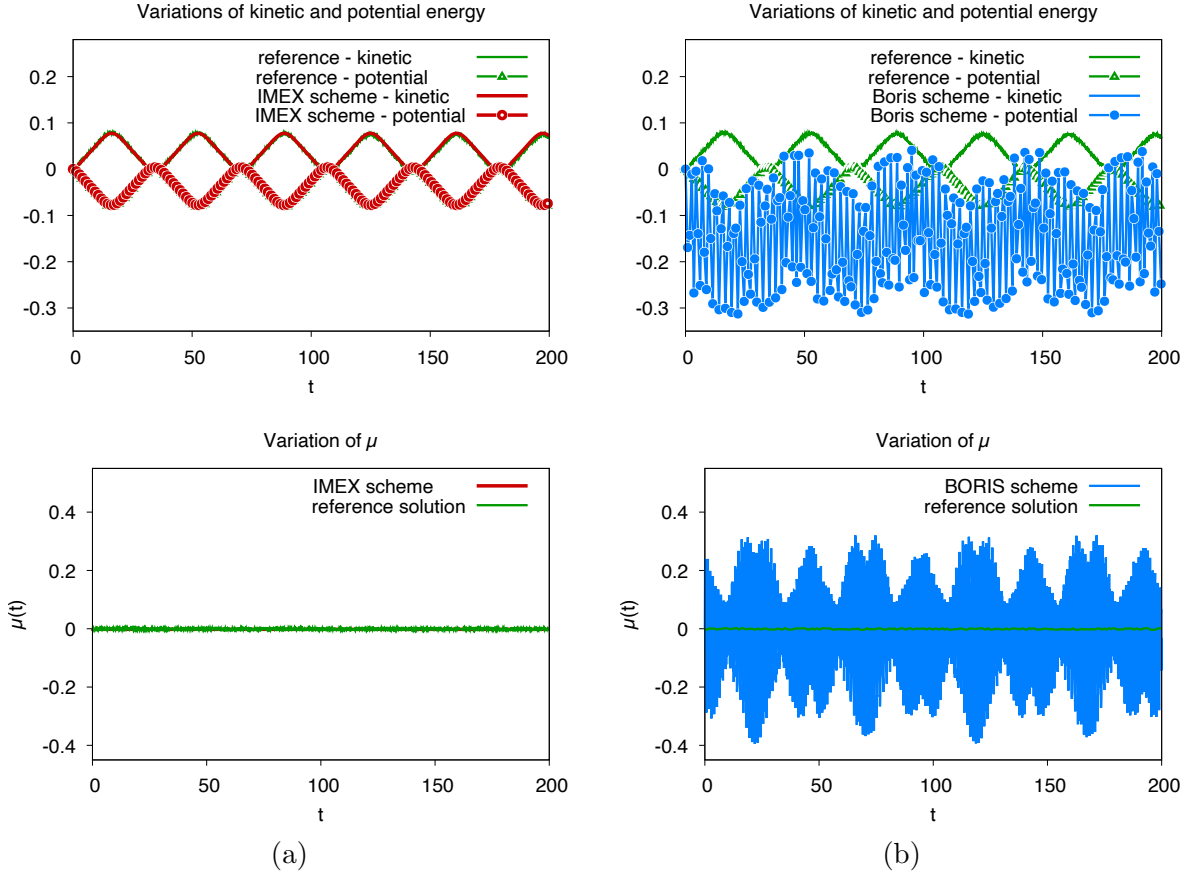 Variations of kinetic and potential energy
reference - kinetic
reference - potential
IMEX scheme - kinetic
IMEX scheme - potential
0.2
0.1
0
-0.1
-0.2
-0.3
0 50 100 150 200
t
Variations of kinetic and potential energy
reference - kinetic
reference - potential
Boris scheme - kinetic
Boris scheme - potential
0.2
0.1
0
-0.1
-0.2
-0.3
0 50 100 150 200
t
Variation of μ
IMEX scheme
reference solution
0.4
0.2
0
-0.2
-0.4
μ(t)
0 50 100 150 200
t
(a)
Variation of μ
BORIS scheme
reference solution
0.4
0.2
0
-0.2
-0.4
μ(t)
0 50 100 150 200
t
(b)